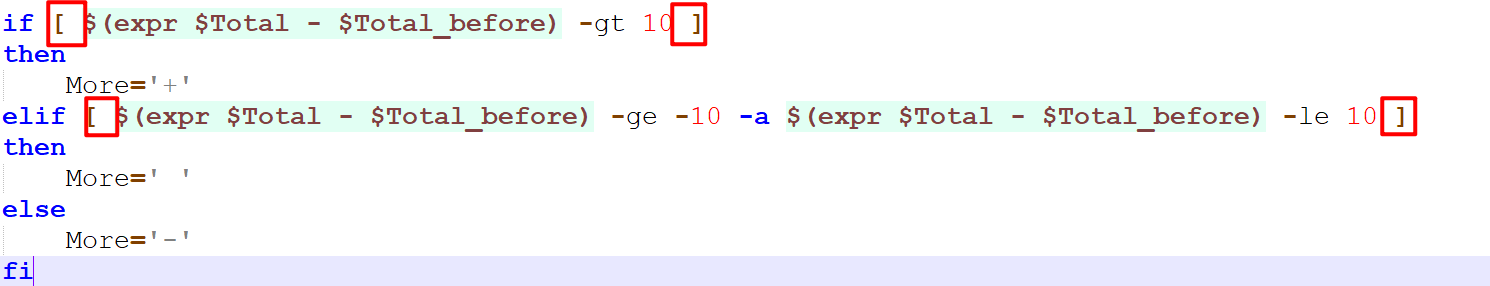 if [ $(expr $Total - $Total_before) -gt 10 ]
then
    More='+'
elif [ $(expr $Total - $Total_before) -ge -10 -a $(expr $Total - $Total_before) -le 10 ]
then
    More=' '
else
    More='-'
fi